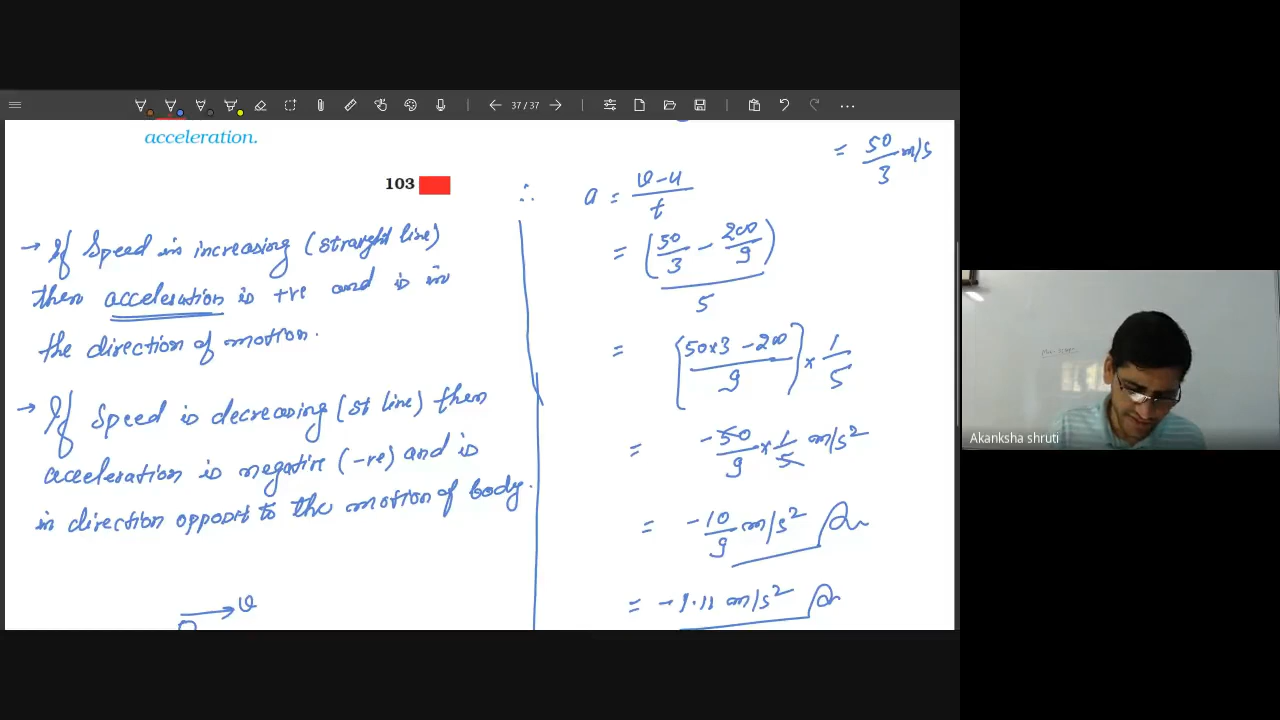 37 / 37
acceleration.
103
→ If Speed is increasing (straight line)
then acceleration is +ve and is in
the direction of motion.
→ If Speed is decreasing (st line) then
acceleration is negative (-ve) and is
in direction opposit to the motion of body.
→ v
= 50/3 m/s
∴ a = v-u/t
= (50/3 - 200/9)/5
= [50×3 - 200/9] × 1/5
= -50/9 × 1/5 m/s²
= -10/9 m/s²
= -1.11 m/s²
Akanksha shruti